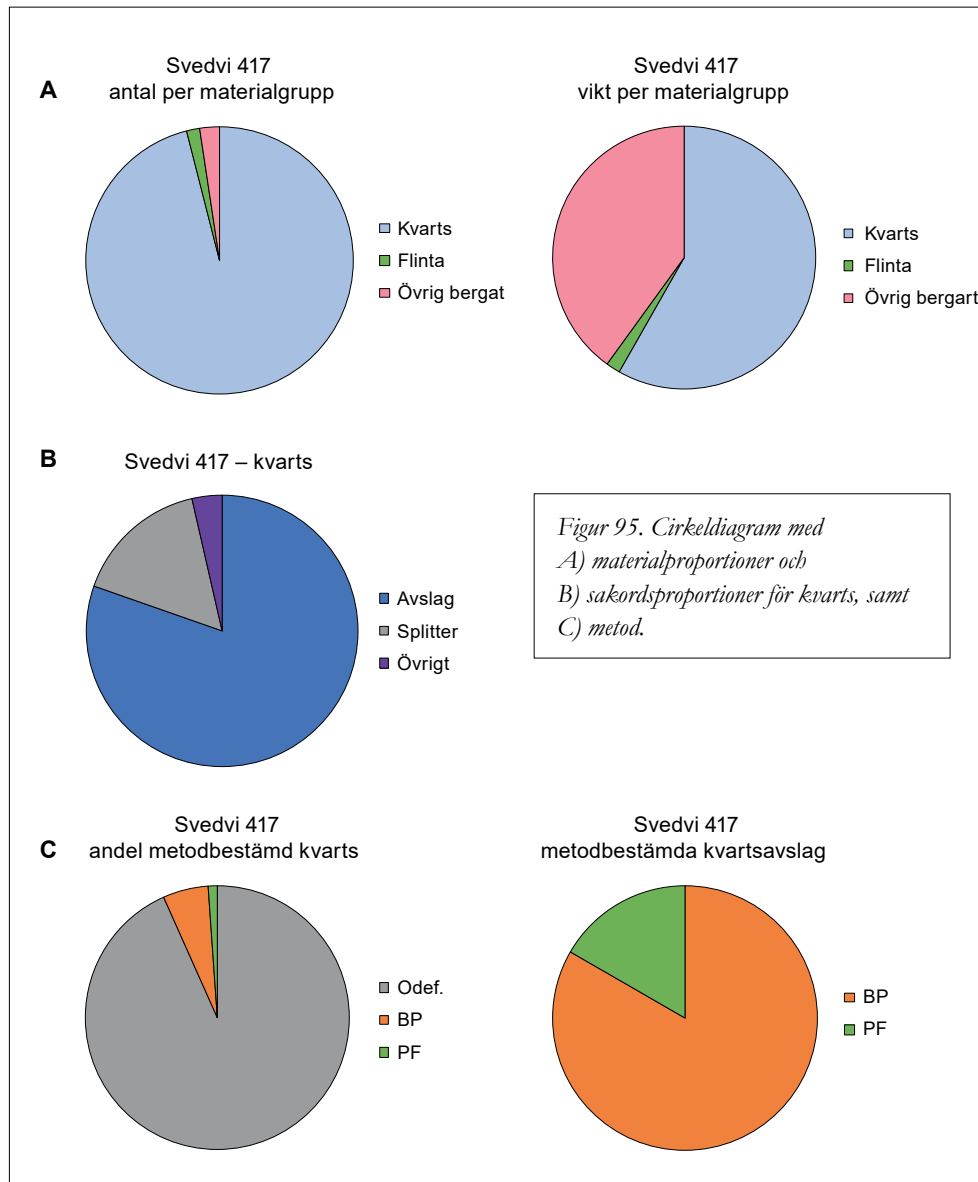 A
Svedvi 417
antal per materialgrupp
Kvarts
Flinta
Övrig bergat
Svedvi 417
vikt per materialgrupp
Kvarts
Flinta
Övrig bergart
B
Svedvi 417 – kvarts
Avslag
Splitter
Övrigt
Figur 95. Cirkeldiagram med
A) materialproportioner och
B) sakordsproportioner för kvarts, samt
C) metod.
C
Svedvi 417
andel metodbestämd kvarts
Odef.
BP
PF
Svedvi 417
metodbestämda kvartsavslag
BP
PF